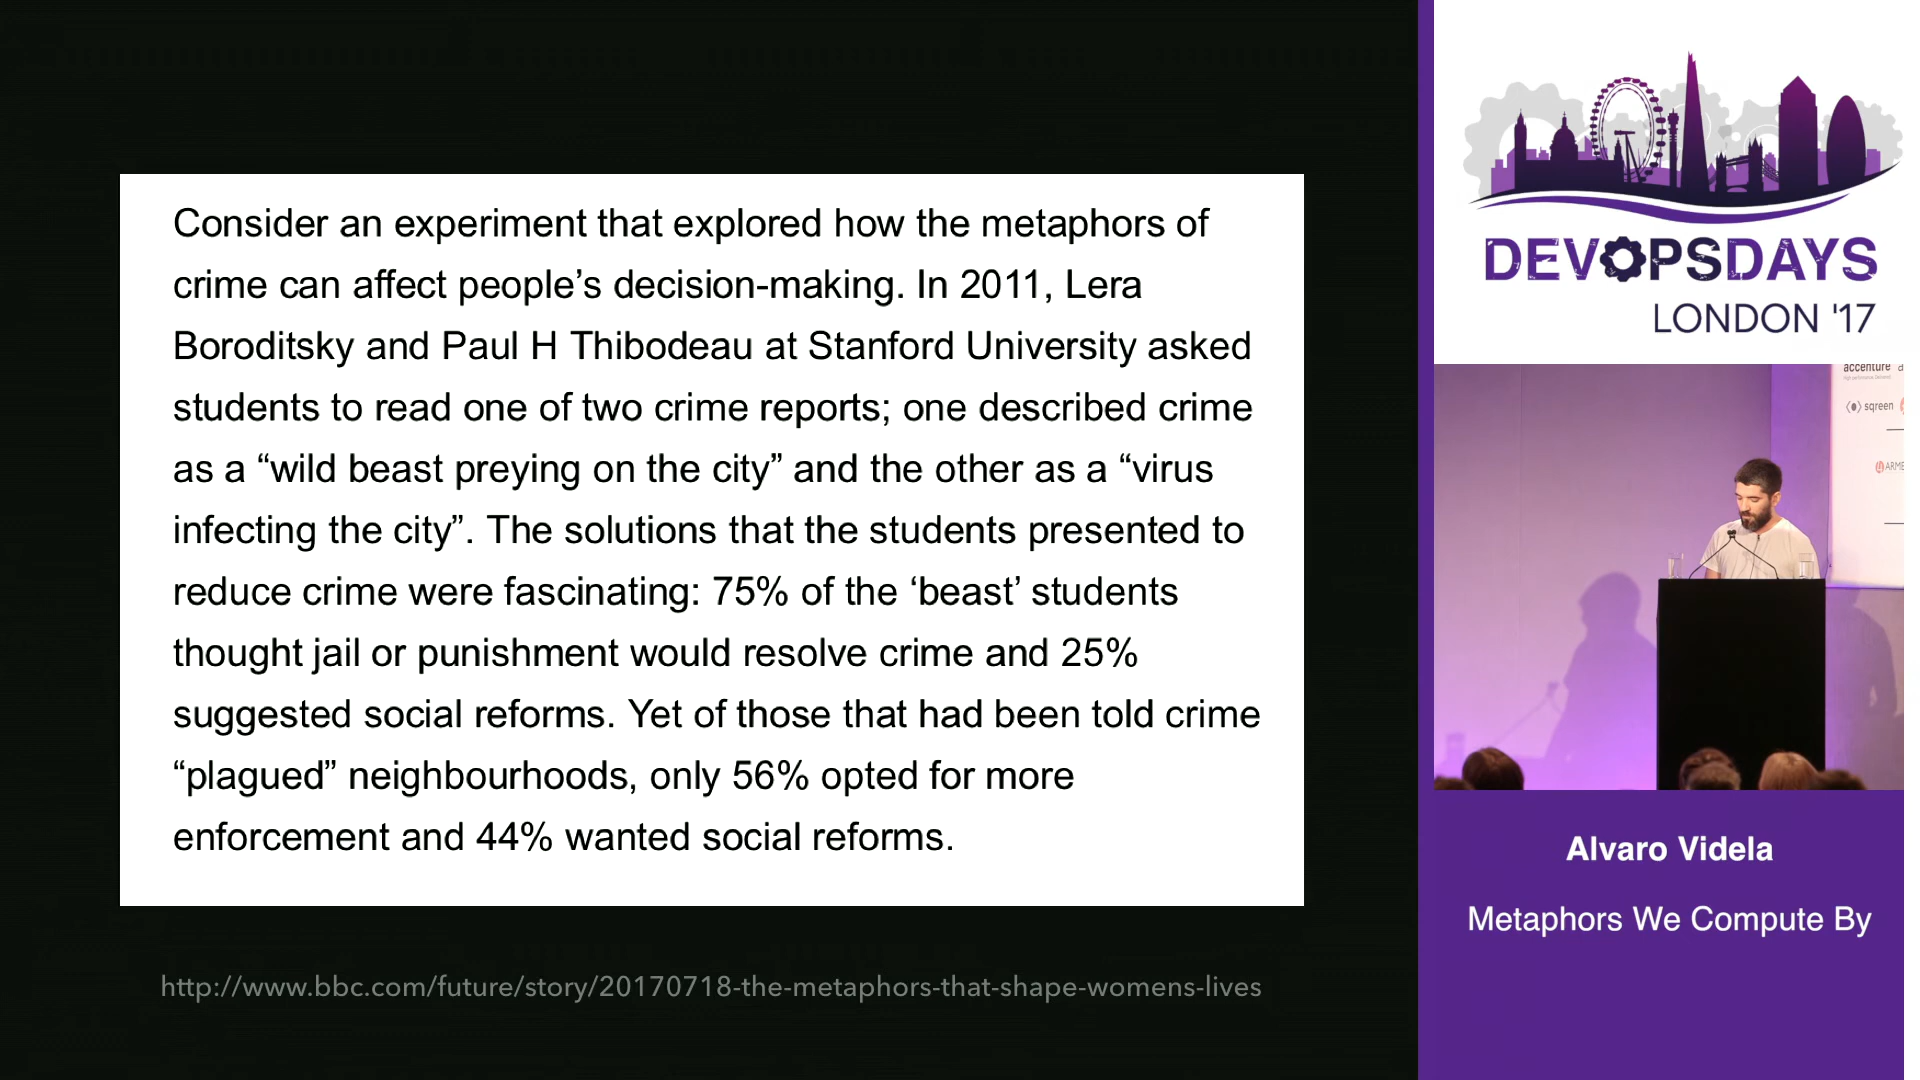 Consider an experiment that explored how the metaphors of
crime can affect people’s decision-making. In 2011, Lera
Boroditsky and Paul H Thibodeau at Stanford University asked
students to read one of two crime reports; one described crime
as a “wild beast preying on the city” and the other as a “virus
infecting the city”. The solutions that the students presented to
reduce crime were fascinating: 75% of the ‘beast’ students
thought jail or punishment would resolve crime and 25%
suggested social reforms. Yet of those that had been told crime
“plagued” neighbourhoods, only 56% opted for more
enforcement and 44% wanted social reforms.
http://www.bbc.com/future/story/20170718-the-metaphors-that-shape-womens-lives
DEVOPSDAYS
LONDON '17
accenture
sqreen
Alvaro Videla
Metaphors We Compute By